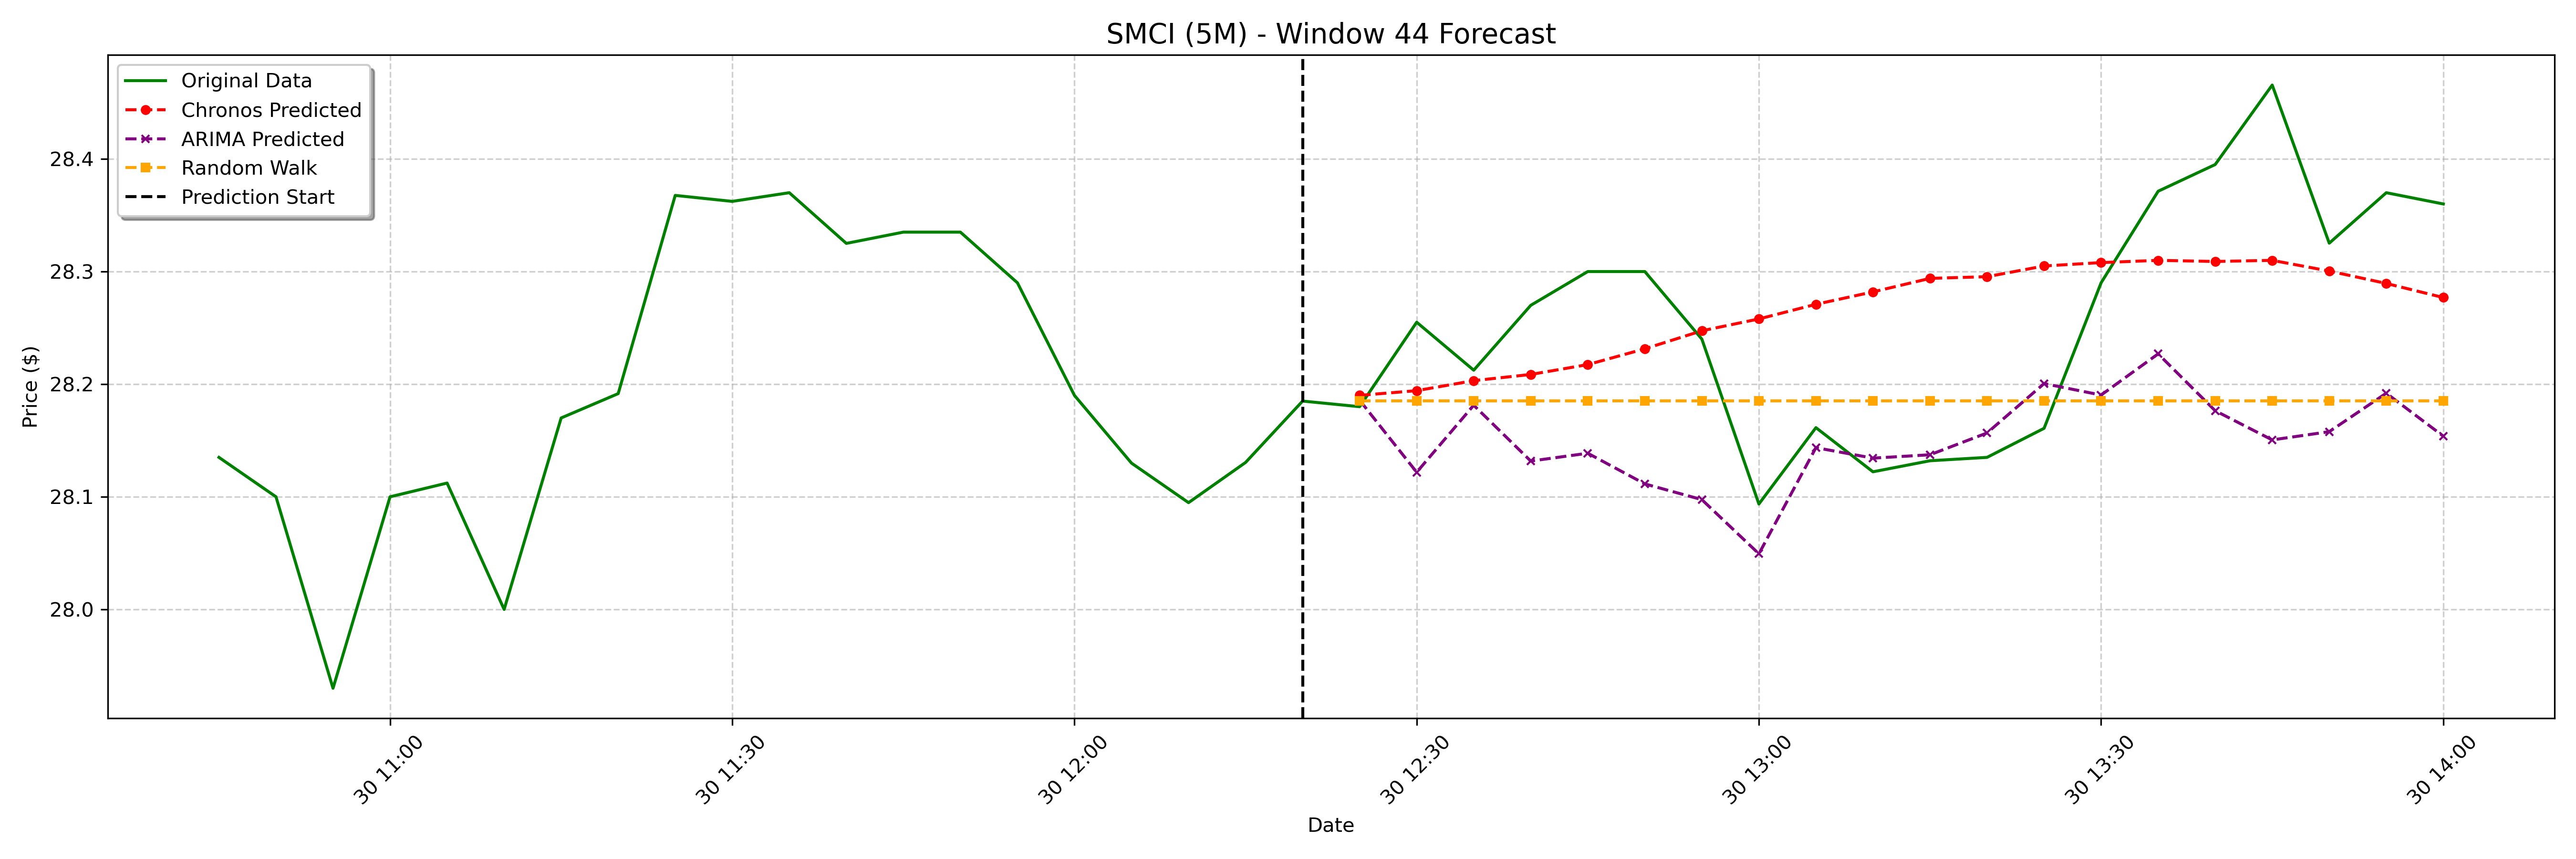 SMCI (5M) - Window 44 Forecast
Original Data
Chronos Predicted
ARIMA Predicted
Random Walk
Prediction Start
Price ($)
28.4
28.3
28.2
28.1
28.0
30 11:00
30 11:30
30 12:00
30 12:30
30 13:00
30 13:30
30 14:00
Date